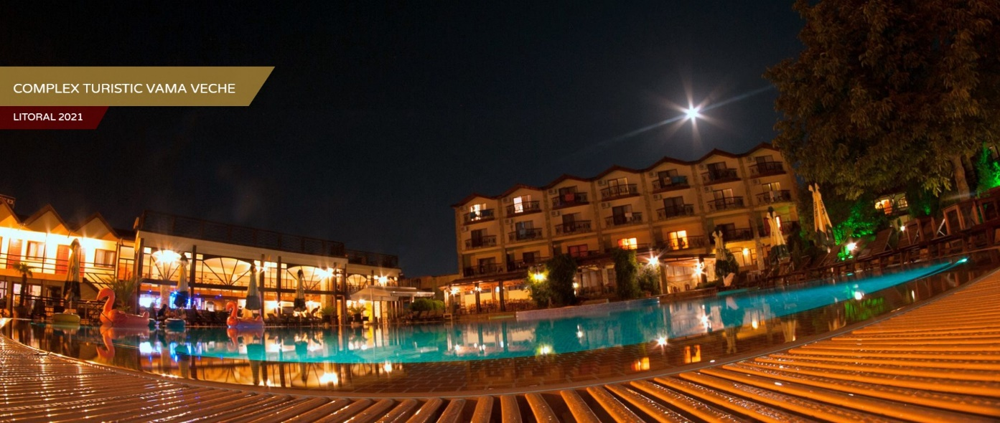 COMPLEX TURISTIC VAMA VECHE
LITORAL 2021